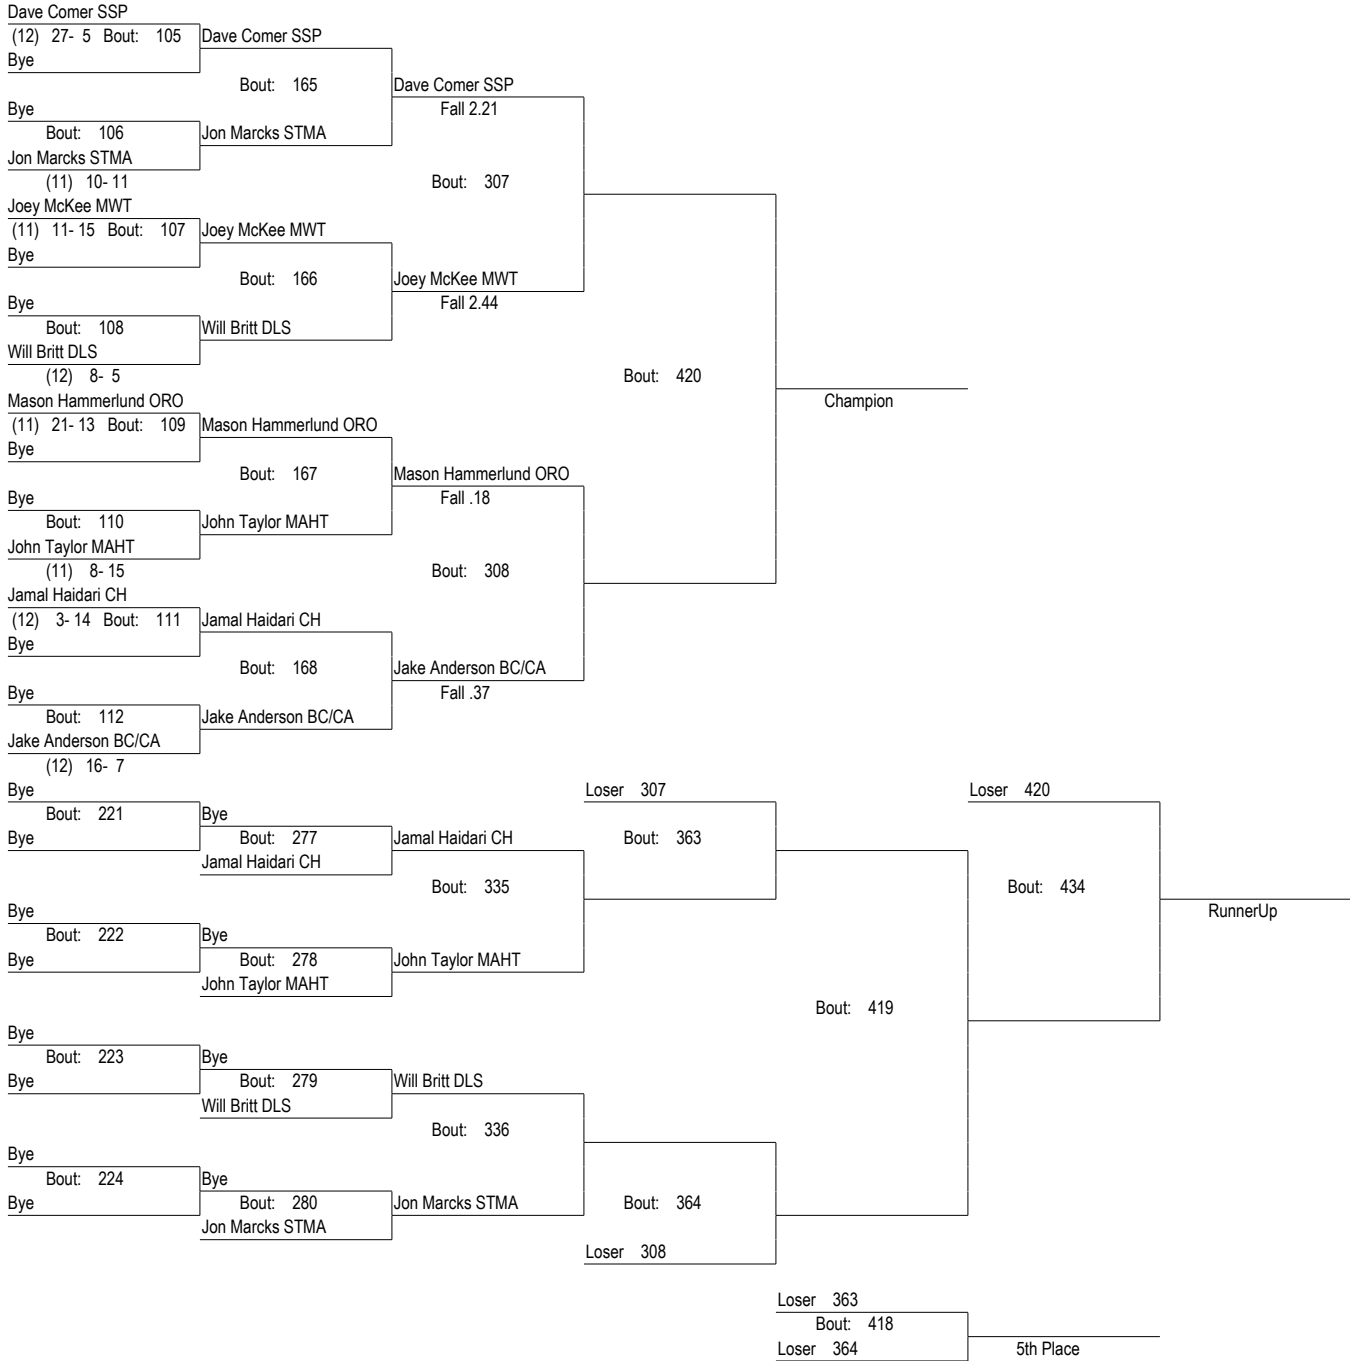 Dave Comer SSP
(12) 27- 5 Bout: 105 Dave Comer SSP
Bye
Bout: 165 Dave Comer SSP
Bye Fall 2.21
Bout: 106 Jon Marcks STMA
Jon Marcks STMA
(11) 10- 11 Bout: 307
Joey McKee MWT
(11) 11- 15 Bout: 107 Joey McKee MWT
Bye
Bout: 166 Joey McKee MWT
Bye Fall 2.44
Bout: 108 Will Britt DLS
Will Britt DLS
(12) 8- 5 Bout: 420
Mason Hammerlund ORO Champion
(11) 21- 13 Bout: 109 Mason Hammerlund ORO
Bye
Bout: 167 Mason Hammerlund ORO
Bye Fall .18
Bout: 110 John Taylor MAHT
John Taylor MAHT
(11) 8- 15 Bout: 308
Jamal Haidari CH
(12) 3- 14 Bout: 111 Jamal Haidari CH
Bye
Bout: 168 Jake Anderson BC/CA
Bye Fall .37
Bout: 112 Jake Anderson BC/CA
Jake Anderson BC/CA
(12) 16- 7
Bye Loser 307 Loser 420
Bout: 221 Bye
Bye Bout: 277 Jamal Haidari CH Bout: 363
Jamal Haidari CH
Bout: 335 Bout: 434
Bye RunnerUp
Bout: 222 Bye
Bye Bout: 278 John Taylor MAHT
John Taylor MAHT
Bout: 419
Bye
Bout: 223 Bye
Bye Bout: 279 Will Britt DLS
Will Britt DLS
Bout: 336
Bye
Bout: 224 Bye
Bye Bout: 280 Jon Marcks STMA Bout: 364
Jon Marcks STMA
Loser 308
Loser 363
Bout: 418
Loser 364 5th Place